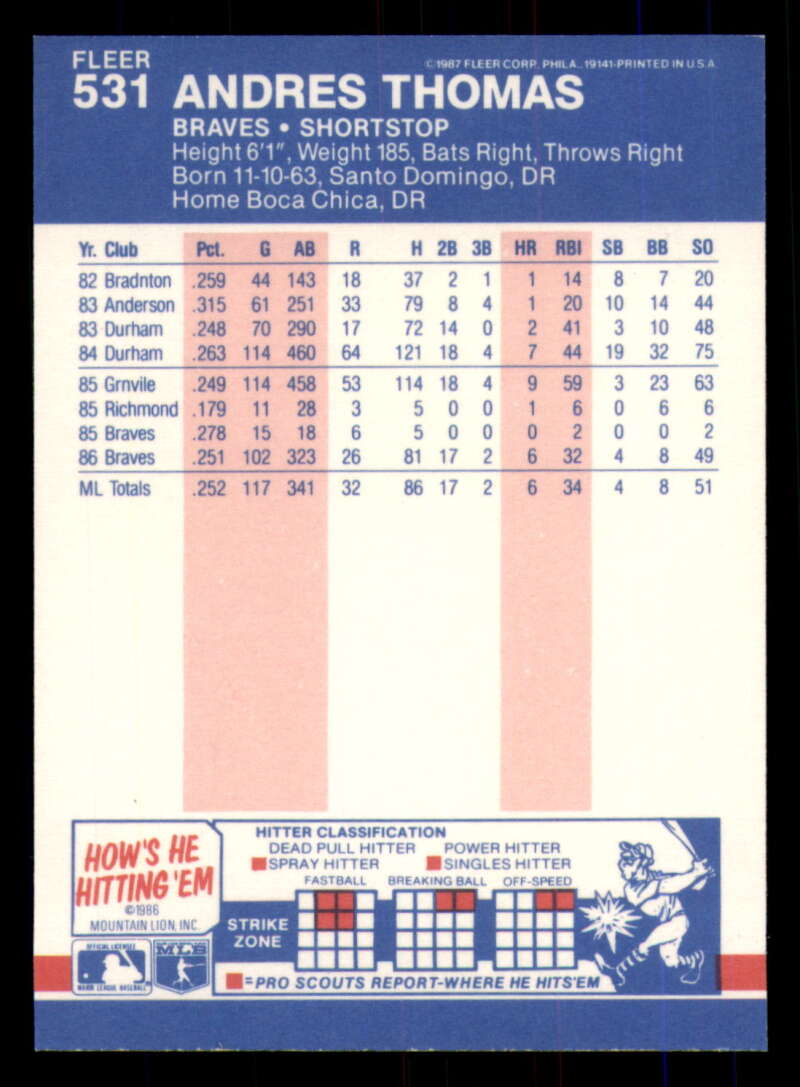 FLEER
©1987 FLEER CORP. PHILA., 19141-PRINTED IN U.S.A.
531 ANDRES THOMAS
BRAVES • SHORTSTOP
Height 6'1", Weight 185, Bats Right, Throws Right
Born 11-10-63, Santo Domingo, DR
Home Boca Chica, DR
Yr. Club Pct. G AB R H 2B 3B HR RBI SB BB SO
82 Bradnton .259 44 143 18 37 2 1 1 14 8 7 20
83 Anderson .315 61 251 33 79 8 4 1 20 10 14 44
83 Durham .248 70 290 17 72 14 0 2 41 3 10 48
84 Durham .263 114 460 64 121 18 4 7 44 19 32 75
85 Grnvile .249 114 458 53 114 18 4 9 59 3 23 63
85 Richmond .179 11 28 3 5 0 0 1 6 0 6 6
85 Braves .278 15 18 6 5 0 0 0 2 0 0 2
86 Braves .251 102 323 26 81 17 2 6 32 4 8 49
ML Totals .252 117 341 32 86 17 2 6 34 4 8 51
HOW'S HE
HITTING 'EM
©1986
MOUNTAIN LION, INC.
HITTER CLASSIFICATION
DEAD PULL HITTER POWER HITTER
SPRAY HITTER SINGLES HITTER
FASTBALL BREAKING BALL OFF-SPEED
STRIKE
ZONE
=PRO SCOUTS REPORT-WHERE HE HITS'EM
OFFICIAL LICENSEE
MAJOR LEAGUE BASEBALL
MLB